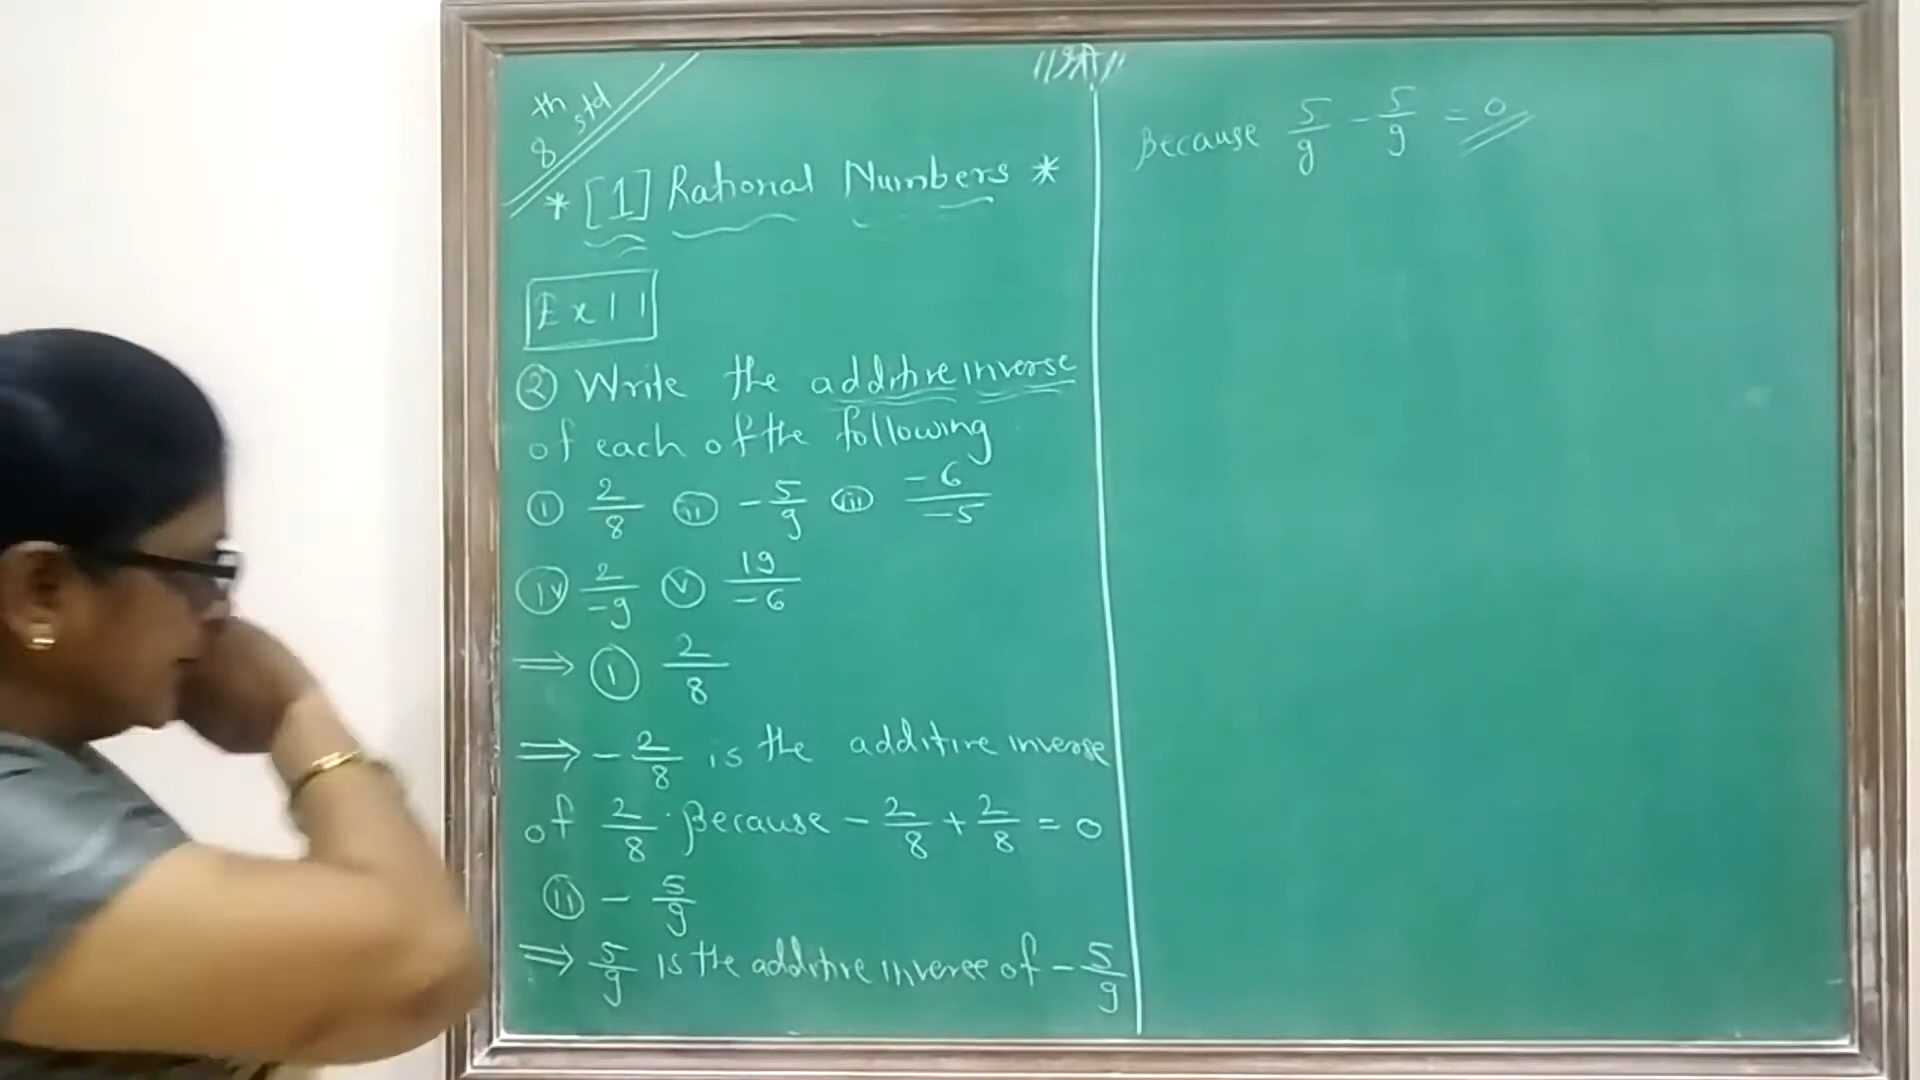 8th std
* [1] Rational Numbers *
Ex 1 1
② Write the additive inverse
of each of the following
(i) 2/8 (ii) -5/9 (iii) -6/-5
(iv) 2/-9 (v) 19/-6
⇒ (i) 2/8
⇒ -2/8 is the additive inverse
of 2/8. Because -2/8 + 2/8 = 0
(ii) -5/9
⇒ 5/9 is the additive inverse of -5/9
Because 5/9 - 5/9 = 0